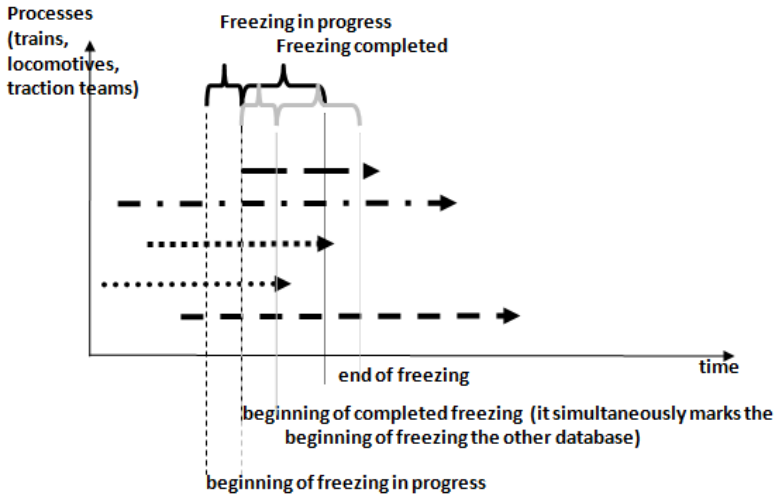 Processes
(trains,
locomotives,
traction teams)
Freezing in progress
Freezing completed
time
end of freezing
beginning of completed freezing (it simultaneously marks the
beginning of freezing the other database)
beginning of freezing in progress